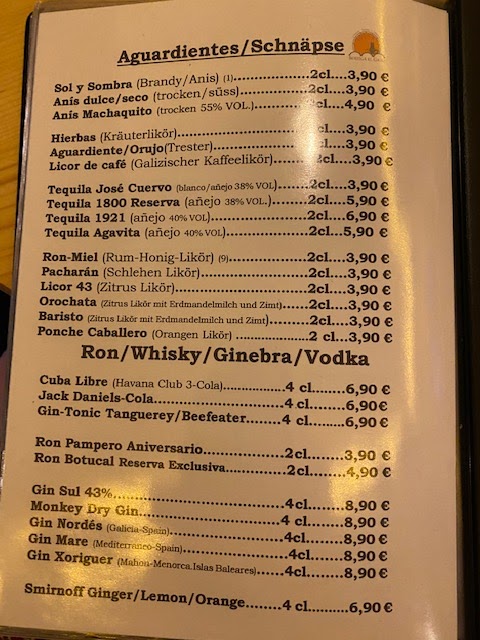 Aguardientes/Schnäpse
Sol y Sombra (Brandy/Anis) (1)..................2cl....3,90 €
Anís dulce/seco (trocken/süss)................2cl....3,90 €
Anís Machaquito (trocken 55% VOL.)................2cl....4,90 €
Hierbas (Kräuterlikör)...........................cl....3,90 €
Aguardiente/Orujo(Trester)...................2cl....3,90 €
Licor de café (Galizischer Kaffeelikör).......2cl....3,90 €
Tequila José Cuervo (blanco/añejo 38% VOL).......2cl....3,90 €
Tequila 1800 Reserva (añejo 38% VOL.).......2cl....5,90 €
Tequila 1921 (añejo 40% VOL)...................2cl....6,90 €
Tequila Agavita (añejo 40% VOL)................2cl....5,90 €
Ron-Miel (Rum-Honig-Likör) (9).................2cl....3,90 €
Pacharán (Schlehen Likör)......................2cl....3,90 €
Licor 43 (Zitrus Likör)...........................2cl....3,90 €
Orochata (Zitrus Likör mit Erdmandelmilch und Zimt)......2cl....3,90 €
Baristo (Zitrus Likör mit Erdmandelmilch und Zimt).........2cl....3,90 €
Ponche Caballero (Orangen Likör) ...................2 cl...3,90 €
Ron/Whisky/Ginebra/Vodka
Cuba Libre (Havana Club 3-Cola)...............4 cl.......6,90 €
Jack Daniels-Cola..........................4 cl.......6,90€
Gin-Tonic Tanguerey/Beefeater.......4 cl .......6,90€
Ron Pampero Aniversario................2cl.........3,90 €
Ron Botucal Reserva Exclusiva...........2cl.........4,90 €
Gin Sul 43%..................................4cl.......8,90 €
Monkey Dry Gin...........................4 cl.......8,90€
Gin Nordés (Galicia-Spain)......................4cl.......8,90 €
Gin Mare (Mediterraneo-Spain)...................4cl.......8,90 €
Gin Xoriguer (Mahon-Menorca.Islas Baleares)......4cl.......8,90 €
Smirnoff Ginger/Lemon/Orange.......4 cl..........6,90 €